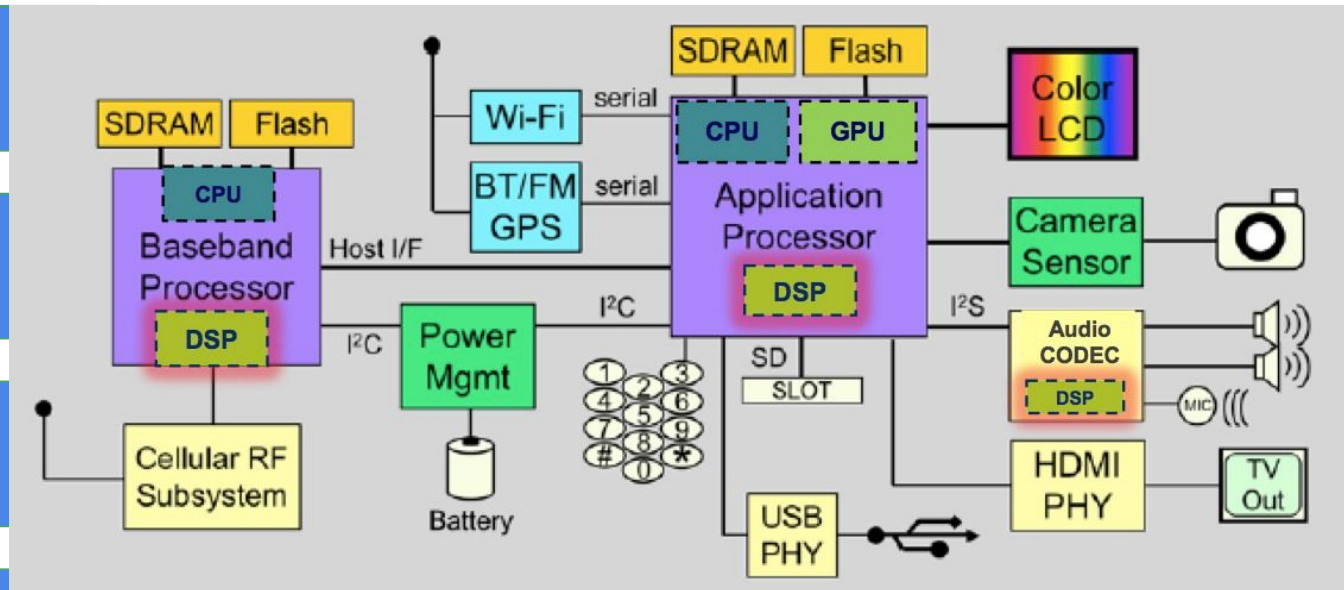 SDRAM
Flash
CPU
Baseband
Processor
DSP
Cellular RF
Subsystem
Host I/F
I²C
Power
Mgmt
Battery
I²C
Wi-Fi
serial
BT/FM
GPS
serial
SDRAM
Flash
CPU
GPU
Application
Processor
DSP
1
2
3
4
5
6
7
8
9
#
0
*
SD
SLOT
USB
PHY
Color
LCD
Camera
Sensor
I²S
Audio
CODEC
DSP
MIC
HDMI
PHY
TV
Out